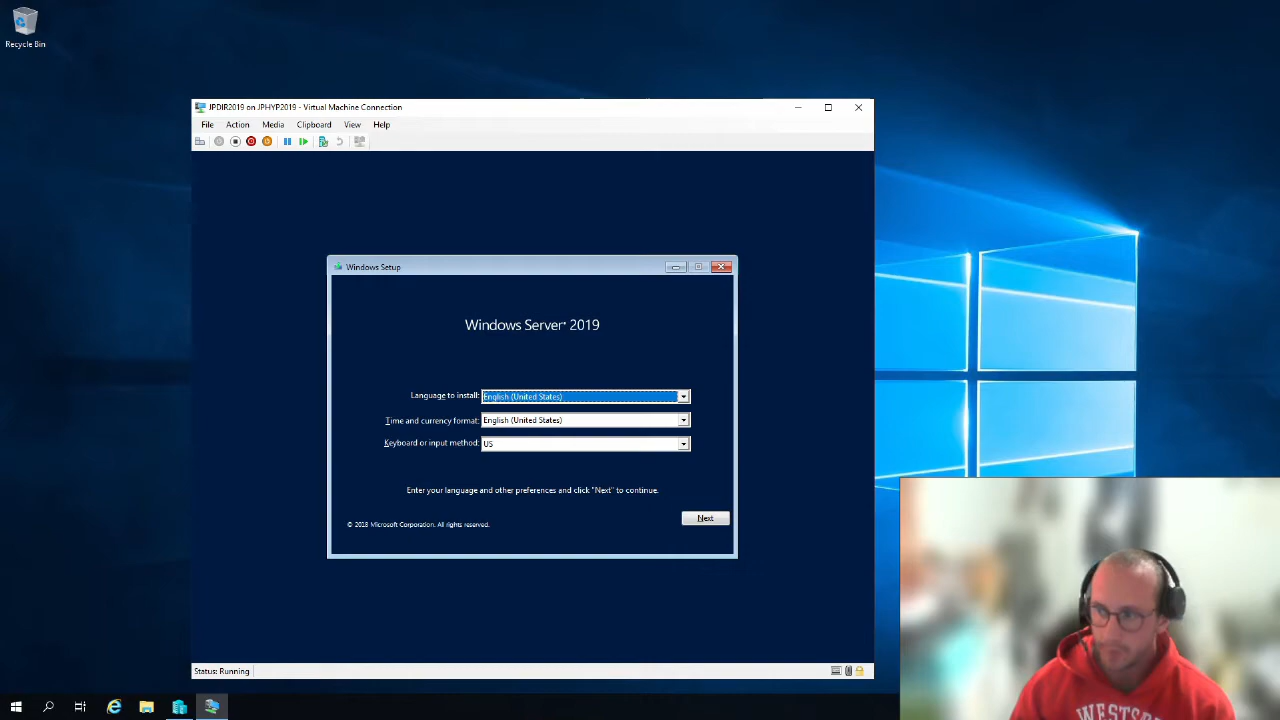 Recycle Bin
JPDIR2019 on JPHYP2019 - Virtual Machine Connection
File Action Media Clipboard View Help
Windows Setup
Windows Server 2019
Language to install: English (United States)
Time and currency format: English (United States)
Keyboard or input method: US
Enter your language and other preferences and click "Next" to continue.
Next
© 2018 Microsoft Corporation. All rights reserved.
Status: Running